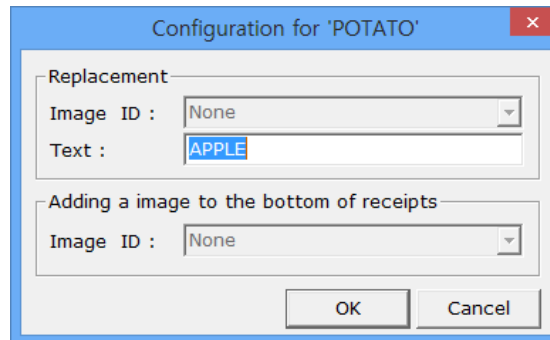 Configuration for 'POTATO'
Replacement
Image ID : None
Text : APPLE
Adding a image to the bottom of receipts
Image ID : None
OK Cancel